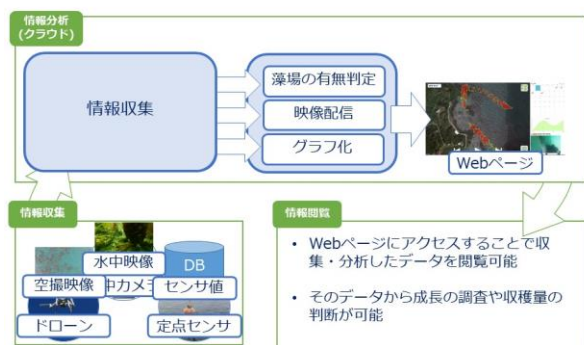 情報分析
(クラウド)
情報収集
藻場の有無判定
映像配信
グラフ化
Webページ
情報収集
水中映像
DB
空撮映像
中カメ
センサ値
ドローン
定点センサ
情報閲覧
• Webページにアクセスすることで収
集・分析したデータを閲覧可能
• そのデータから成長の調査や収穫量の
判断が可能